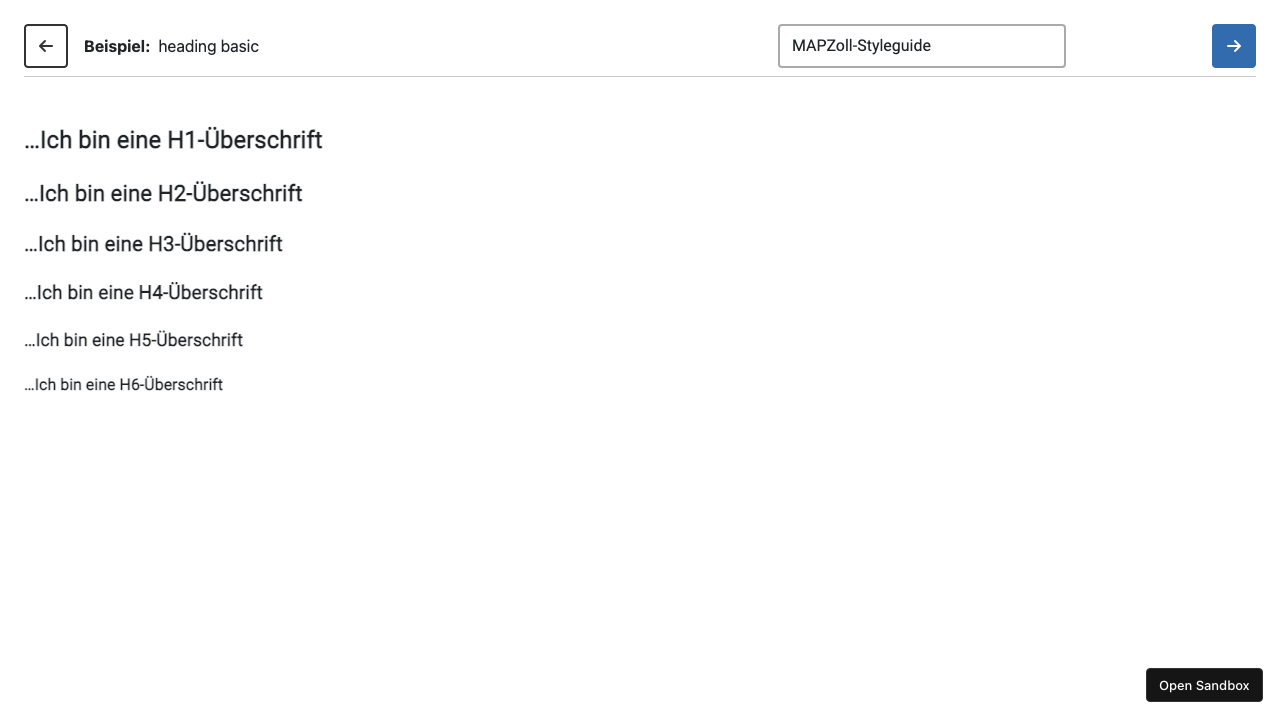 Beispiel: heading basic
MAPZoll-Styleguide
…Ich bin eine H1-Überschrift
…Ich bin eine H2-Überschrift
…Ich bin eine H3-Überschrift
…Ich bin eine H4-Überschrift
…Ich bin eine H5-Überschrift
…Ich bin eine H6-Überschrift
Open Sandbox